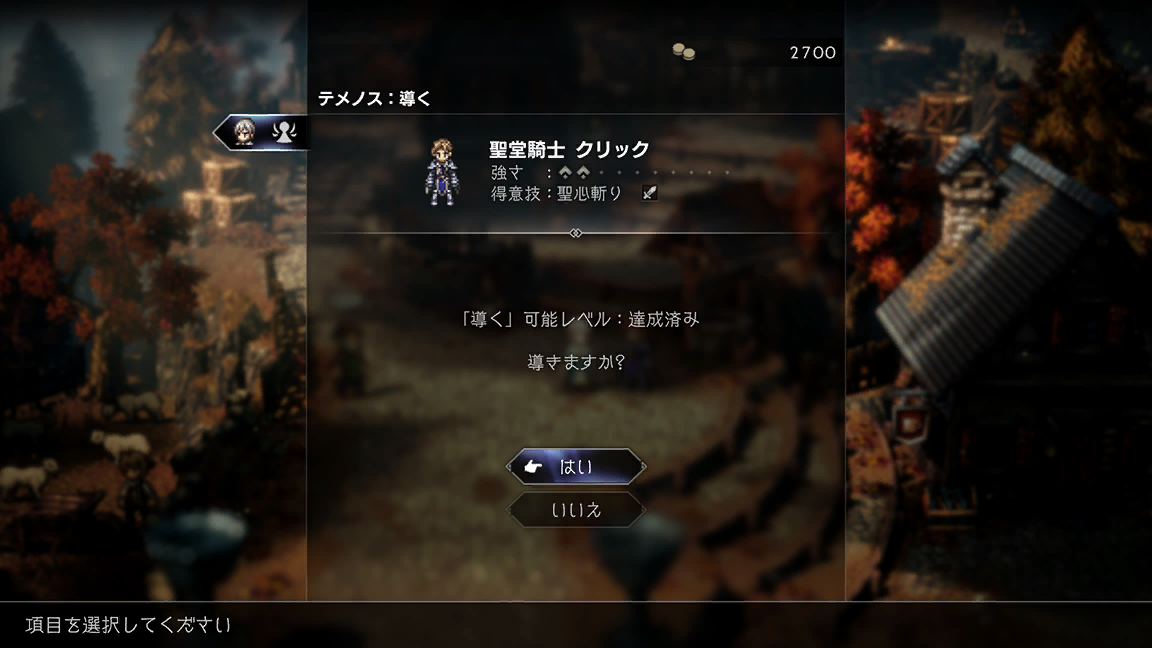 2700
テメノス：導く
聖堂騎士 クリック
強さ　：
得意技：聖心斬り
「導く」可能レベル：達成済み
導きますか?
はい
いいえ
項目を選択してください